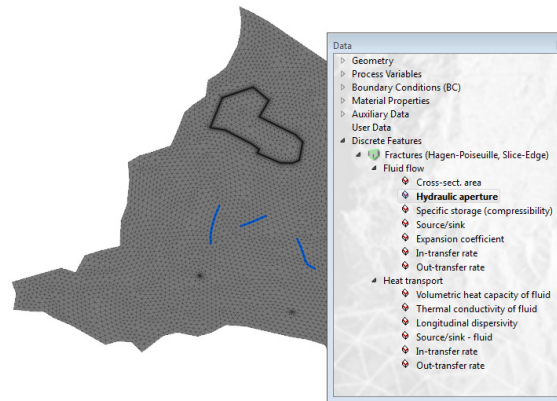 Data
Geometry
Process Variables
Boundary Conditions (BC)
Material Properties
Auxiliary Data
User Data
Discrete Features
Fractures (Hagen-Poiseuille, Slice-Edge)
Fluid flow
Cross-sect. area
Hydraulic aperture
Specific storage (compressibility)
Source/sink
Expansion coefficient
In-transfer rate
Out-transfer rate
Heat transport
Volumetric heat capacity of fluid
Thermal conductivity of fluid
Longitudinal dispersivity
Source/sink - fluid
In-transfer rate
Out-transfer rate